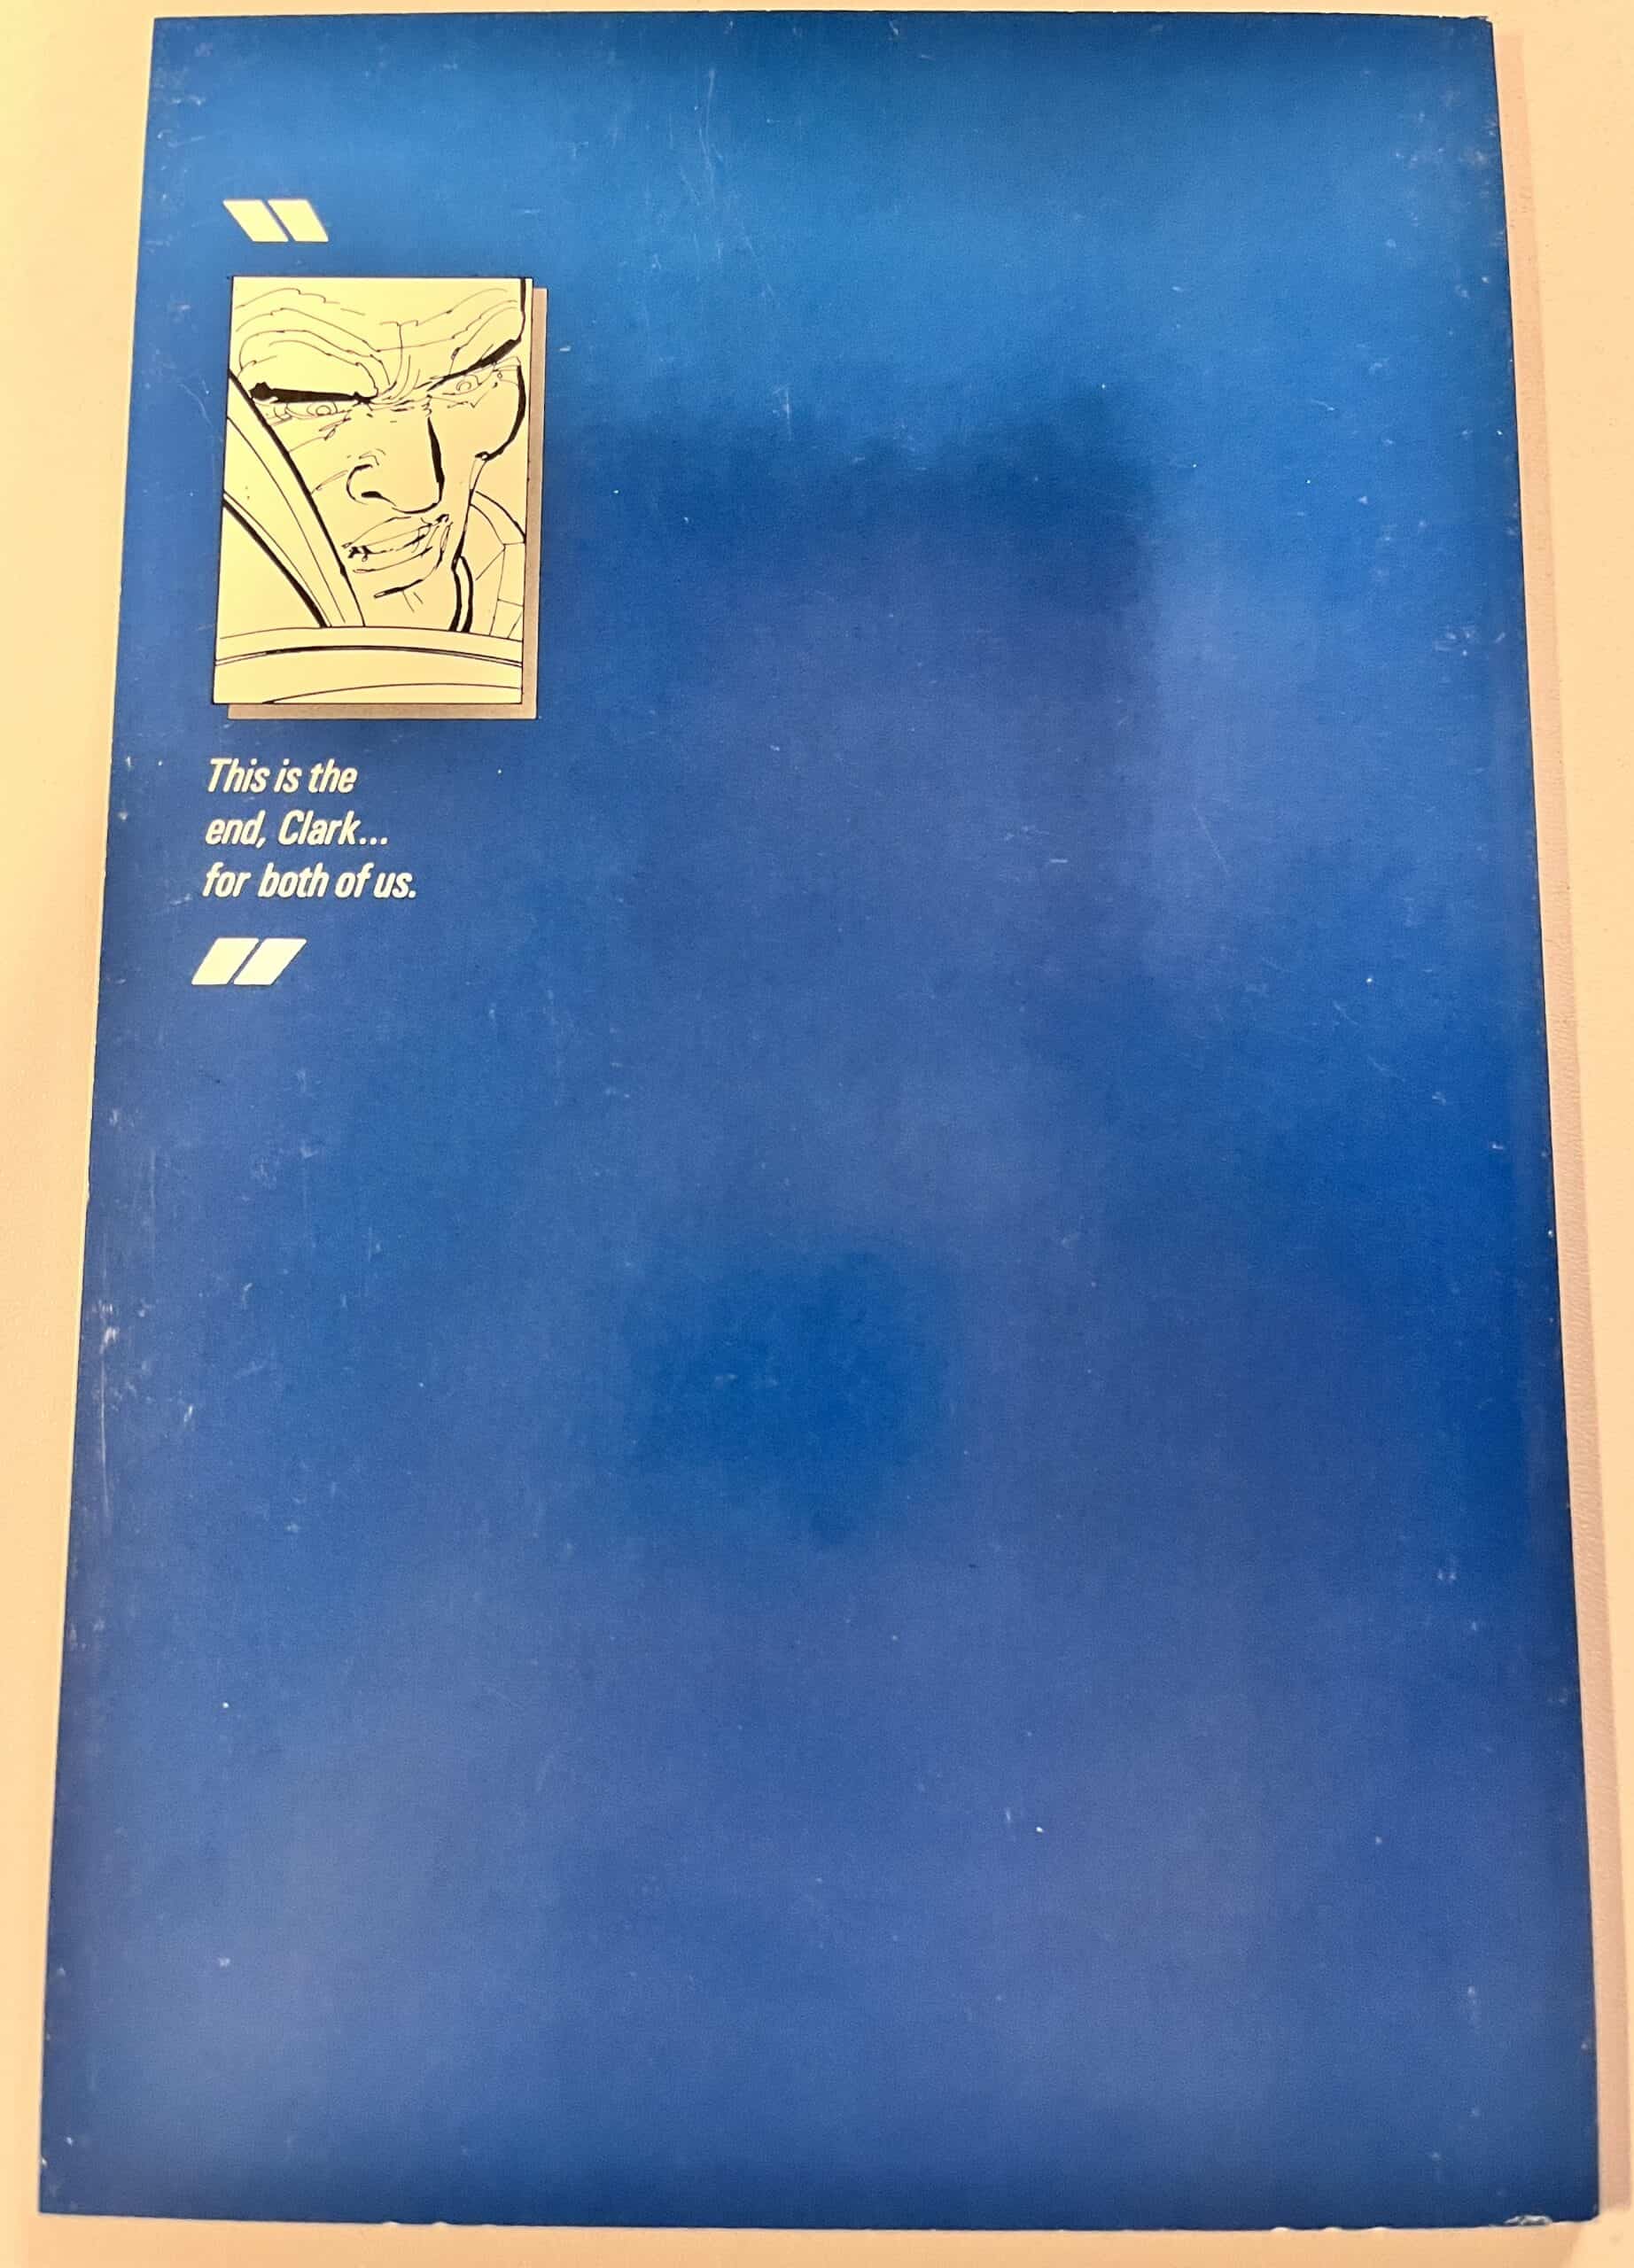 "
This is the
end, Clark...
for both of us.
"